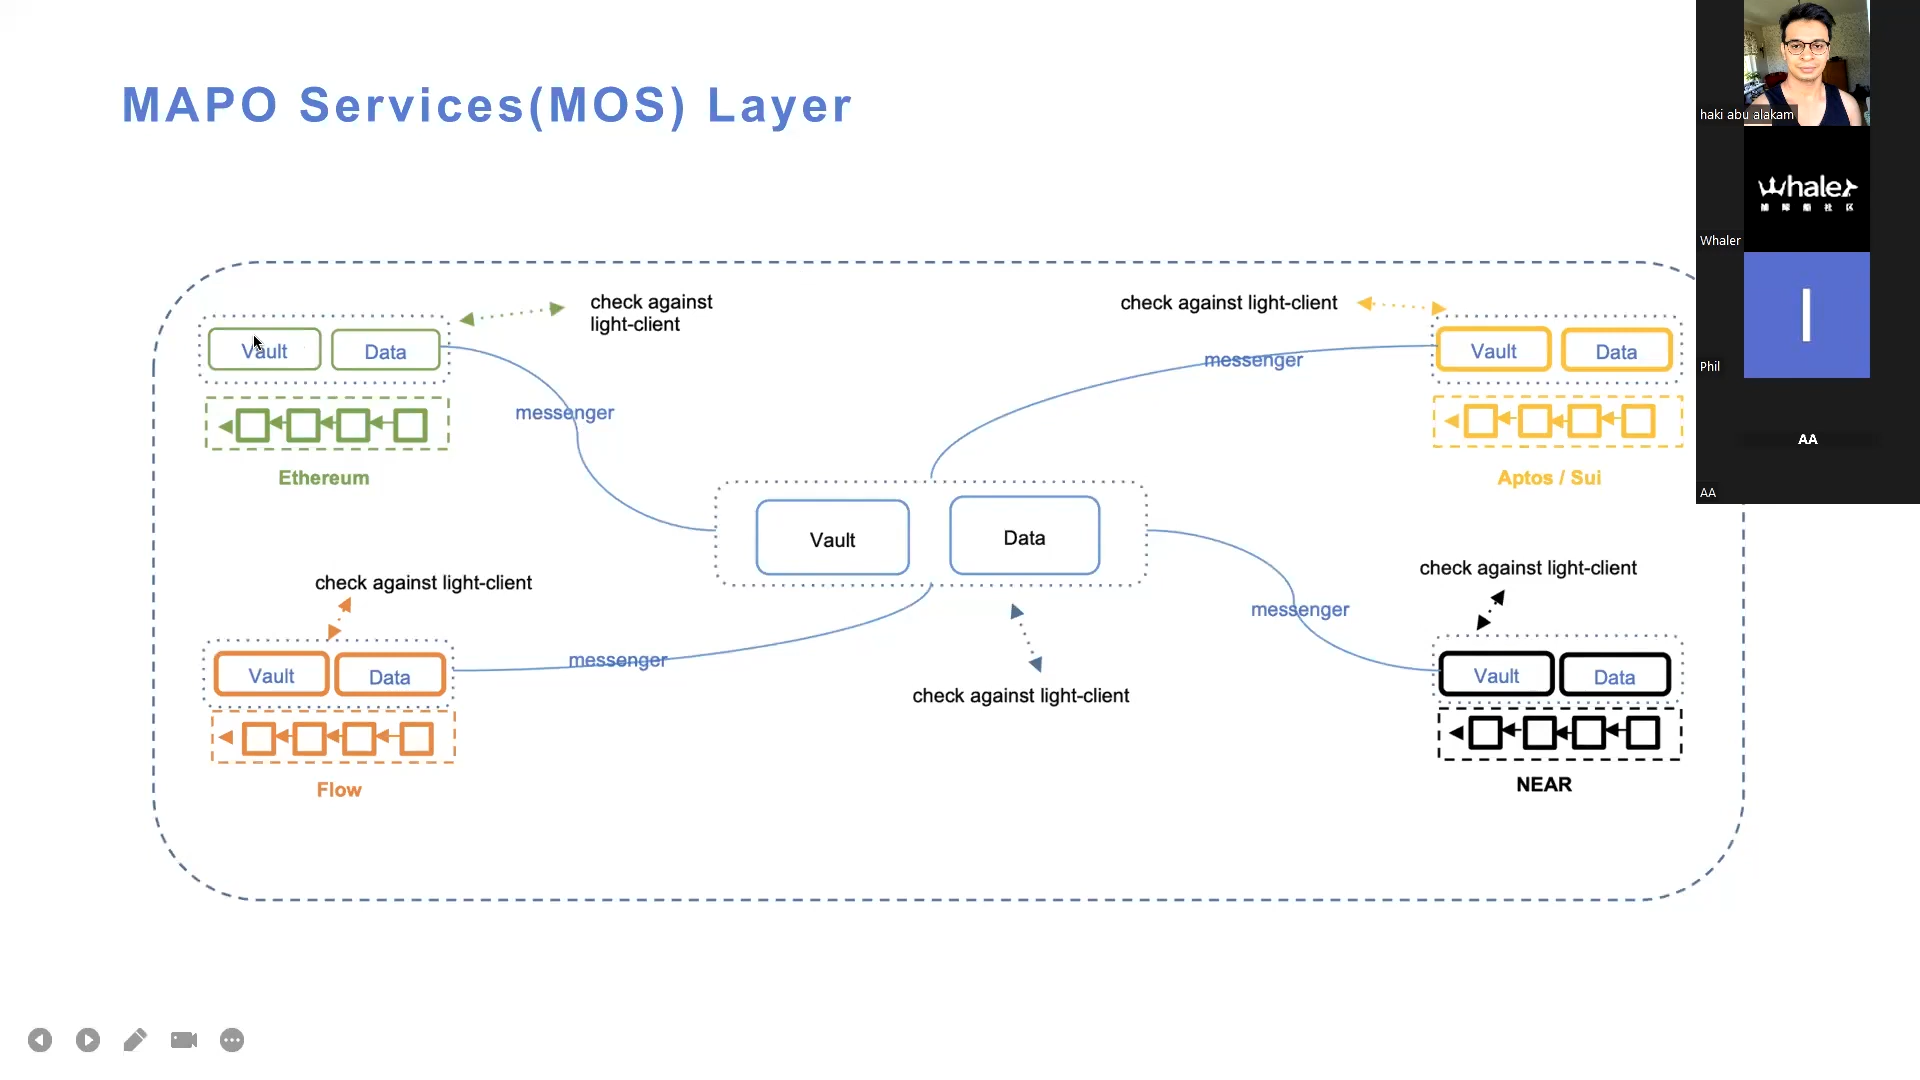 MAPO Services(MOS) Layer
check against
light-client
Vault
Data
messenger
Ethereum
check against light-client
messenger
Vault
Data
Aptos / Sui
Vault
Data
check against light-client
messenger
Vault
Data
Flow
check against light-client
check against light-client
messenger
Vault
Data
NEAR
haki abu alakam
Whaler
Whaler
I
Phil
AA
AA